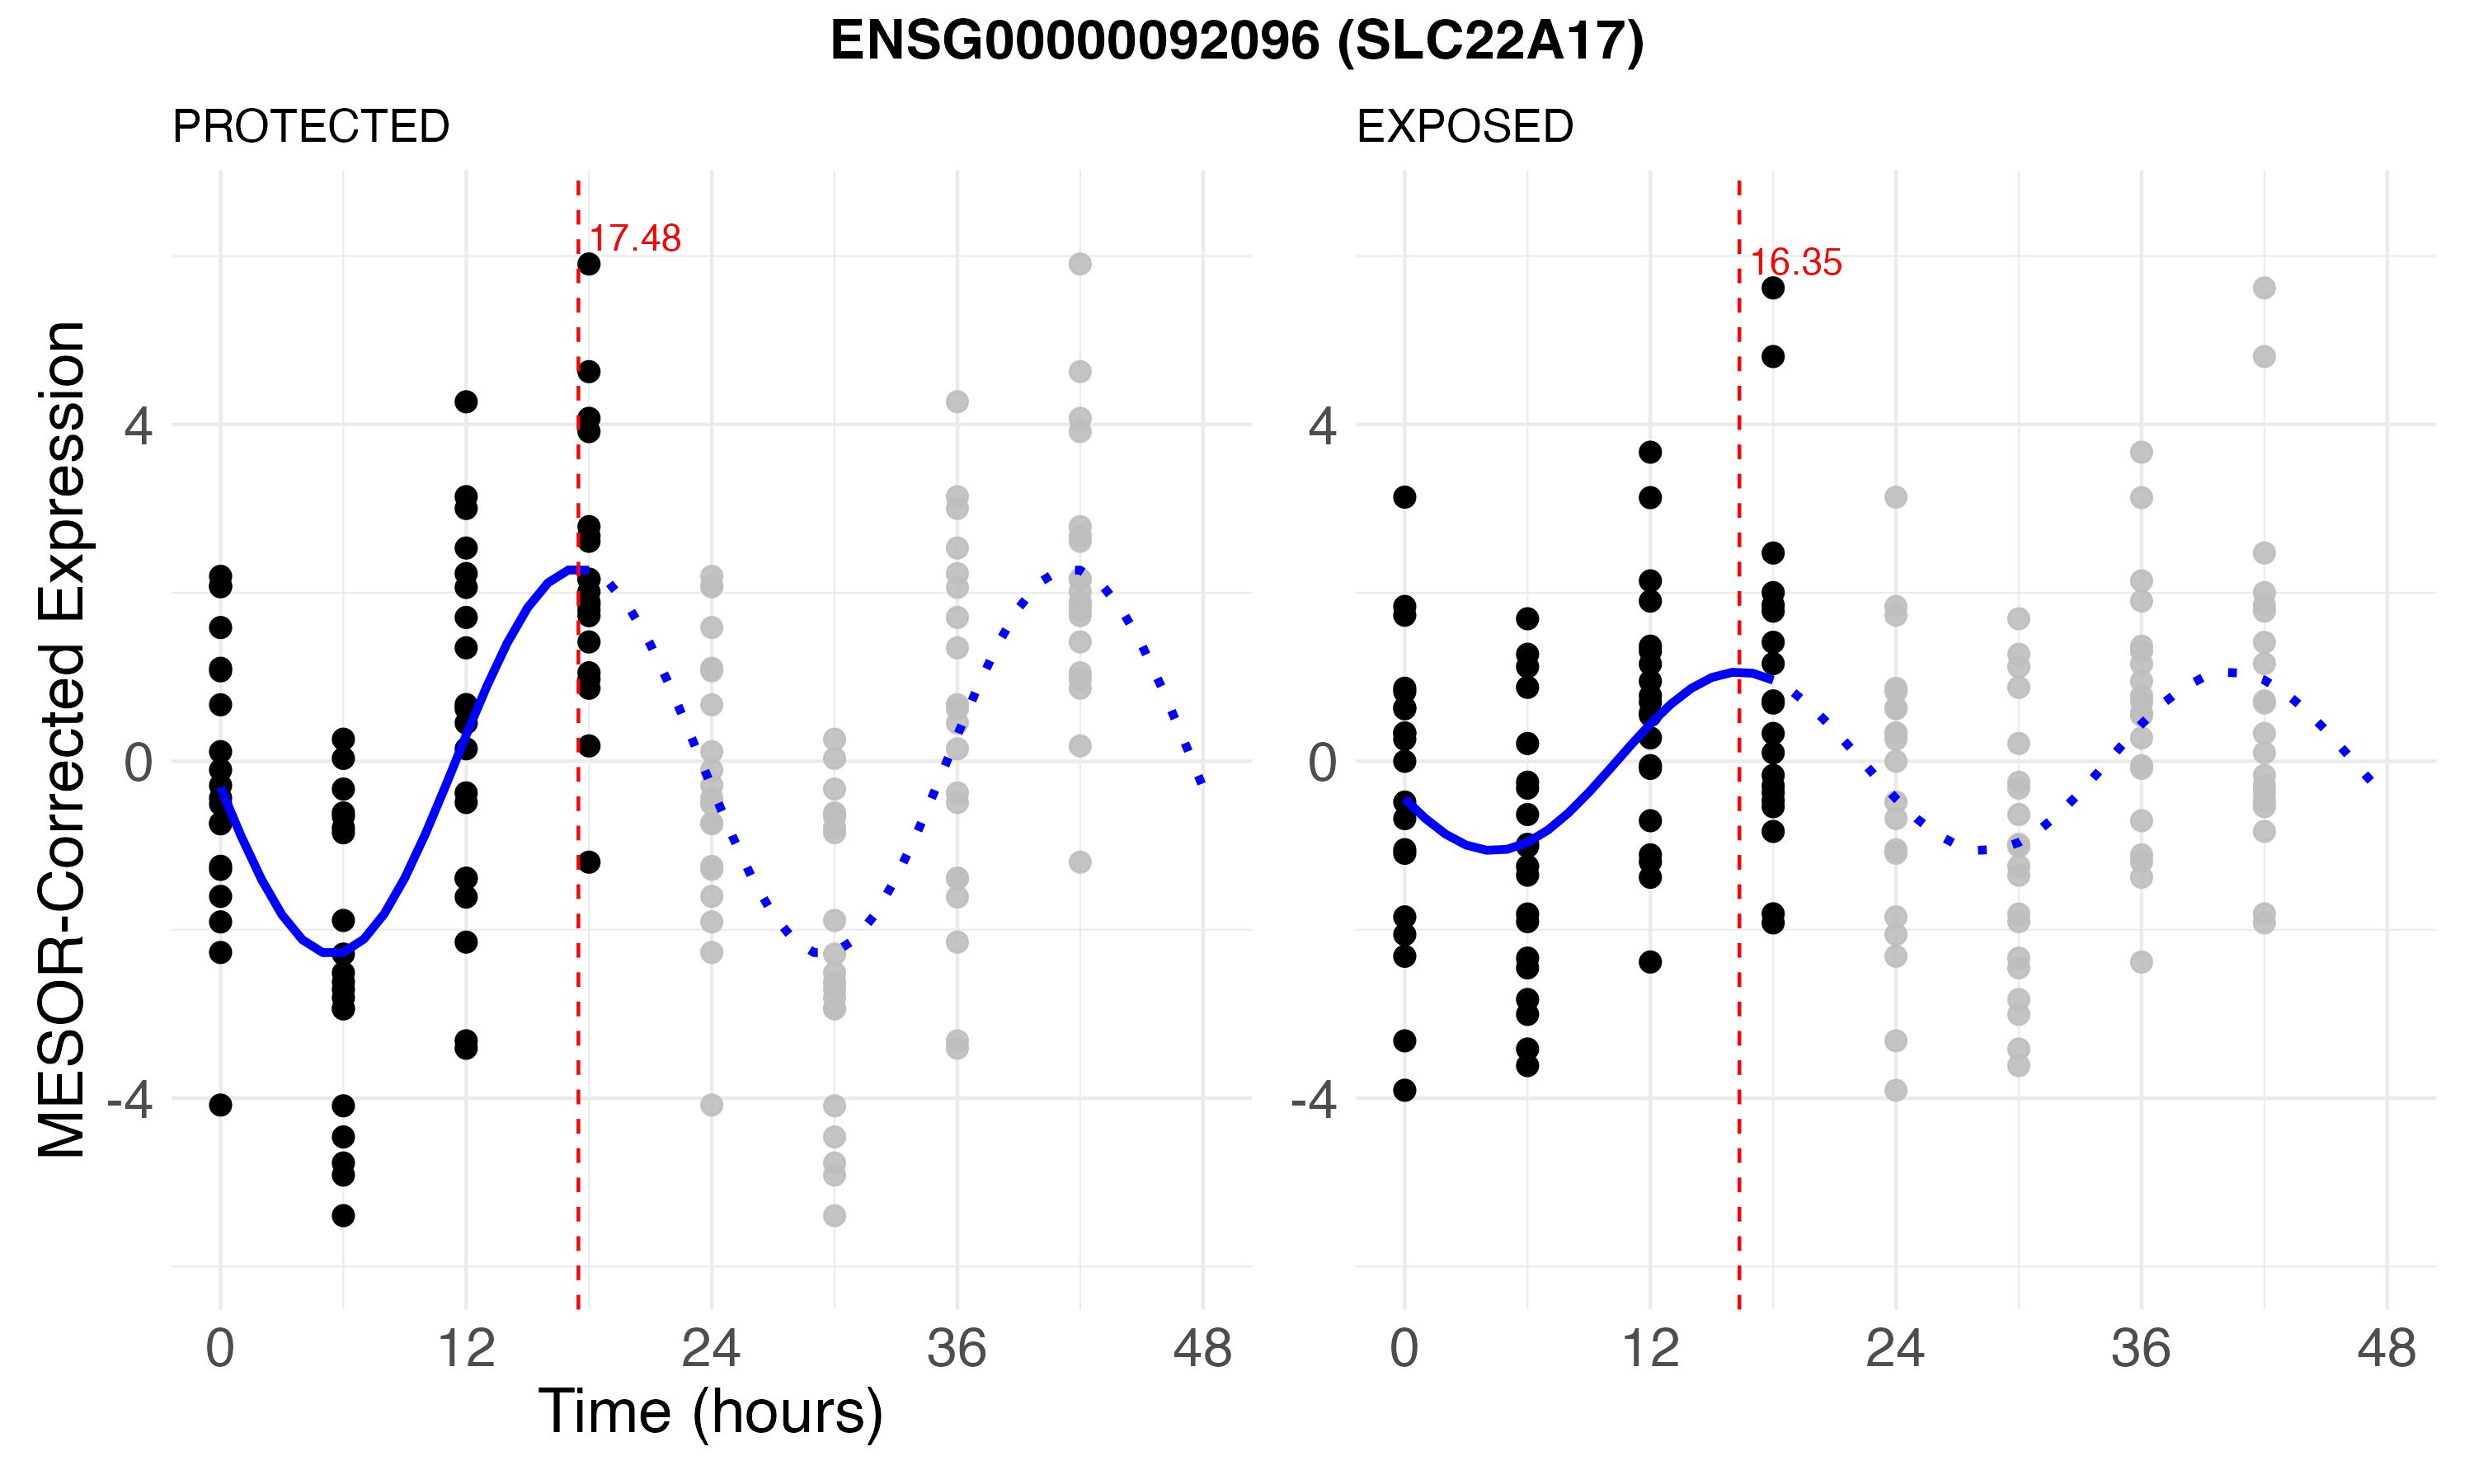 ENSG00000092096 (SLC22A17)
PROTECTED
EXPOSED
17.48
16.35
MESOR-Corrected Expression
4
0
-4
4
0
-4
0 12 24 36 48
0 12 24 36 48
Time (hours)